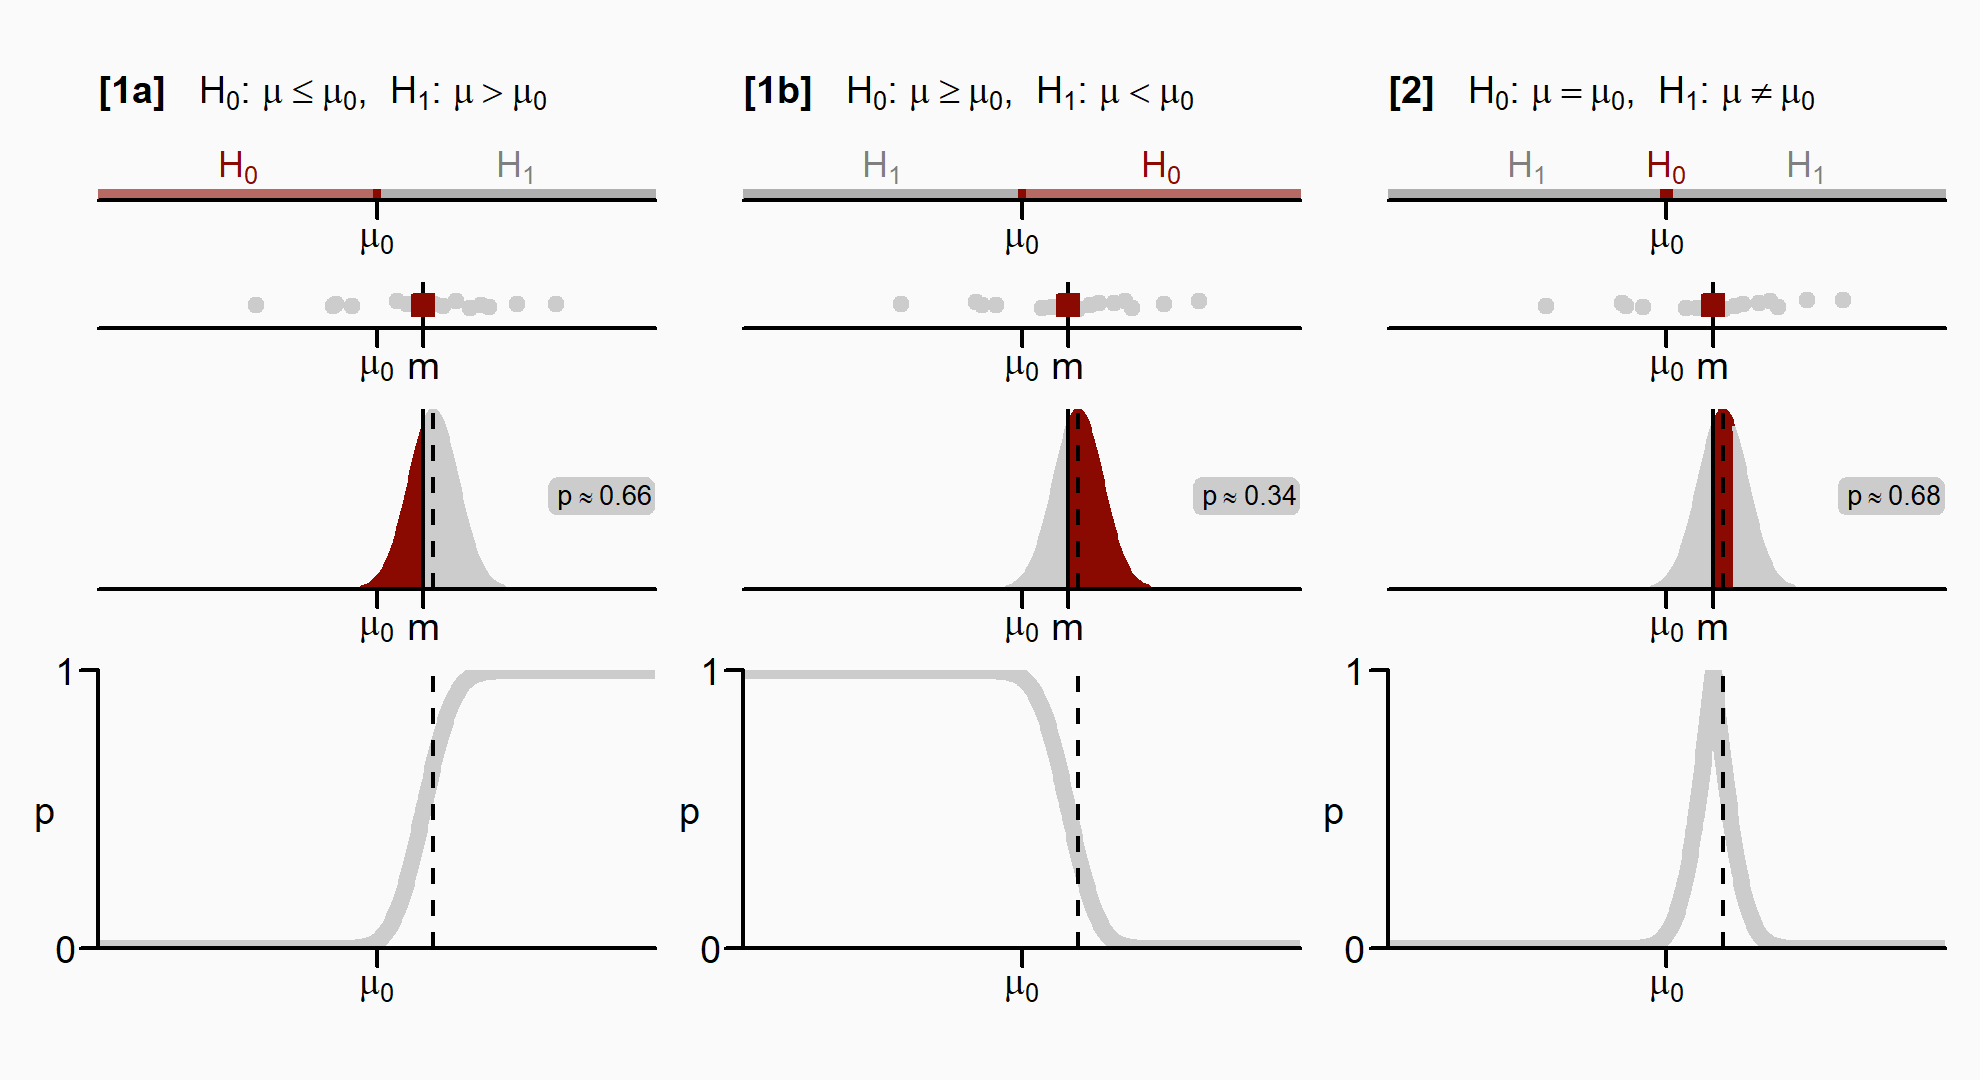 [1a] H₀: μ ≤ μ₀, H₁: μ > μ₀
H₀ H₁
μ₀
μ₀ m
p ≈ 0.66
μ₀ m
1
p
0
μ₀
[1b] H₀: μ ≥ μ₀, H₁: μ < μ₀
H₁ H₀
μ₀
μ₀ m
p ≈ 0.34
μ₀ m
1
p
0
μ₀
[2] H₀: μ = μ₀, H₁: μ ≠ μ₀
H₁ H₀ H₁
μ₀
μ₀ m
p ≈ 0.68
μ₀ m
1
p
0
μ₀